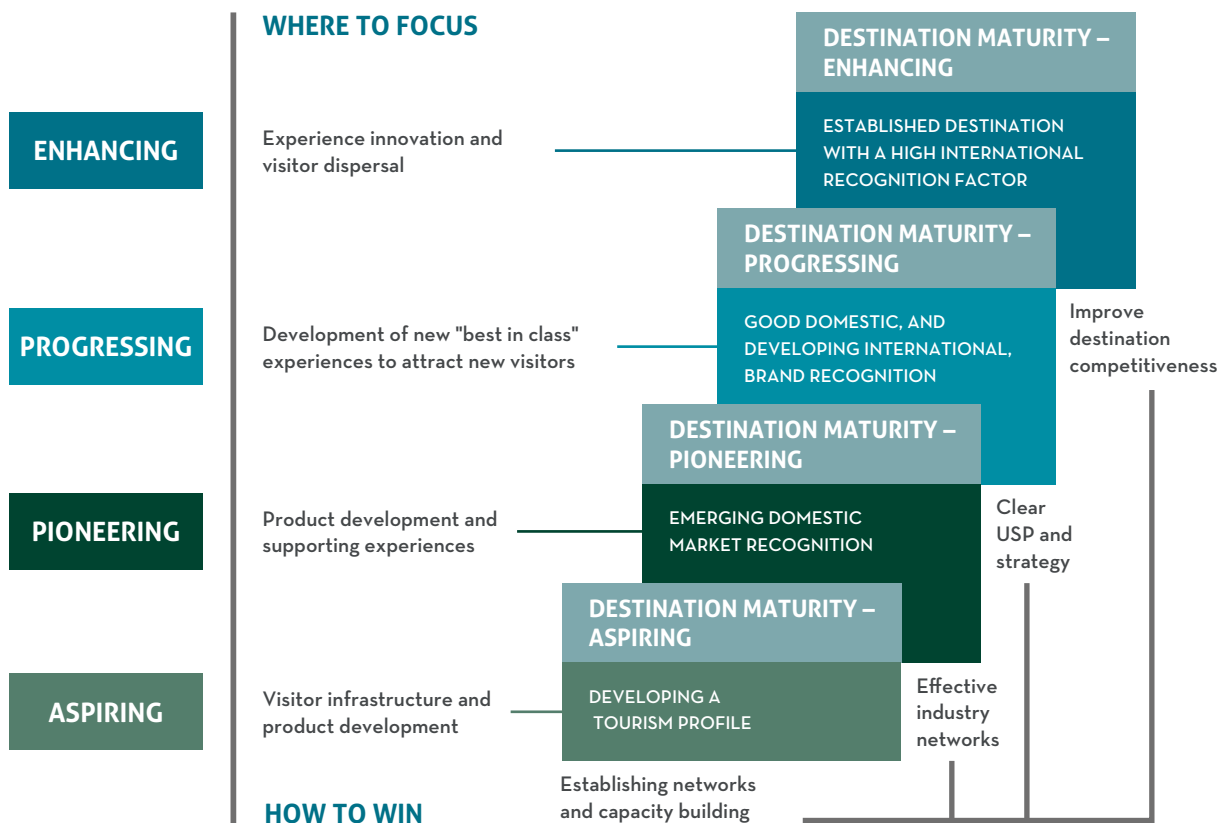 WHERE TO FOCUS
DESTINATION MATURITY –
ENHANCING
ENHANCING
Experience innovation and
visitor dispersal
ESTABLISHED DESTINATION
WITH A HIGH INTERNATIONAL
RECOGNITION FACTOR
DESTINATION MATURITY –
PROGRESSING
PROGRESSING
Development of new "best in class"
experiences to attract new visitors
GOOD DOMESTIC, AND
DEVELOPING INTERNATIONAL,
BRAND RECOGNITION
Improve
destination
competitiveness
DESTINATION MATURITY –
PIONEERING
PIONEERING
Product development and
supporting experiences
EMERGING DOMESTIC
MARKET RECOGNITION
Clear
USP and
strategy
DESTINATION MATURITY –
ASPIRING
ASPIRING
Visitor infrastructure and
product development
DEVELOPING A
TOURISM PROFILE
Effective
industry
networks
Establishing networks
and capacity building
HOW TO WIN